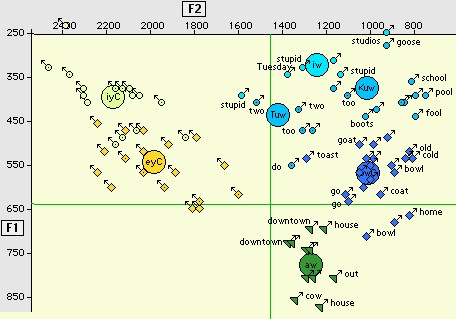 F2
2400 2200 2000 1800 1600 1400 1200 1000 800
250
studios
goose
stupid
Tuesday
iw
stupid
school
350
iyC
Kuw
too
pool
stupid
two
two
Tuw
boots
fool
450
too
goat
old
toast
cold
eyC
do
bowl
550
go
coat
go
650
F1
home
downtown
house
bowl
downtown
aw
750
out
cow
house
850